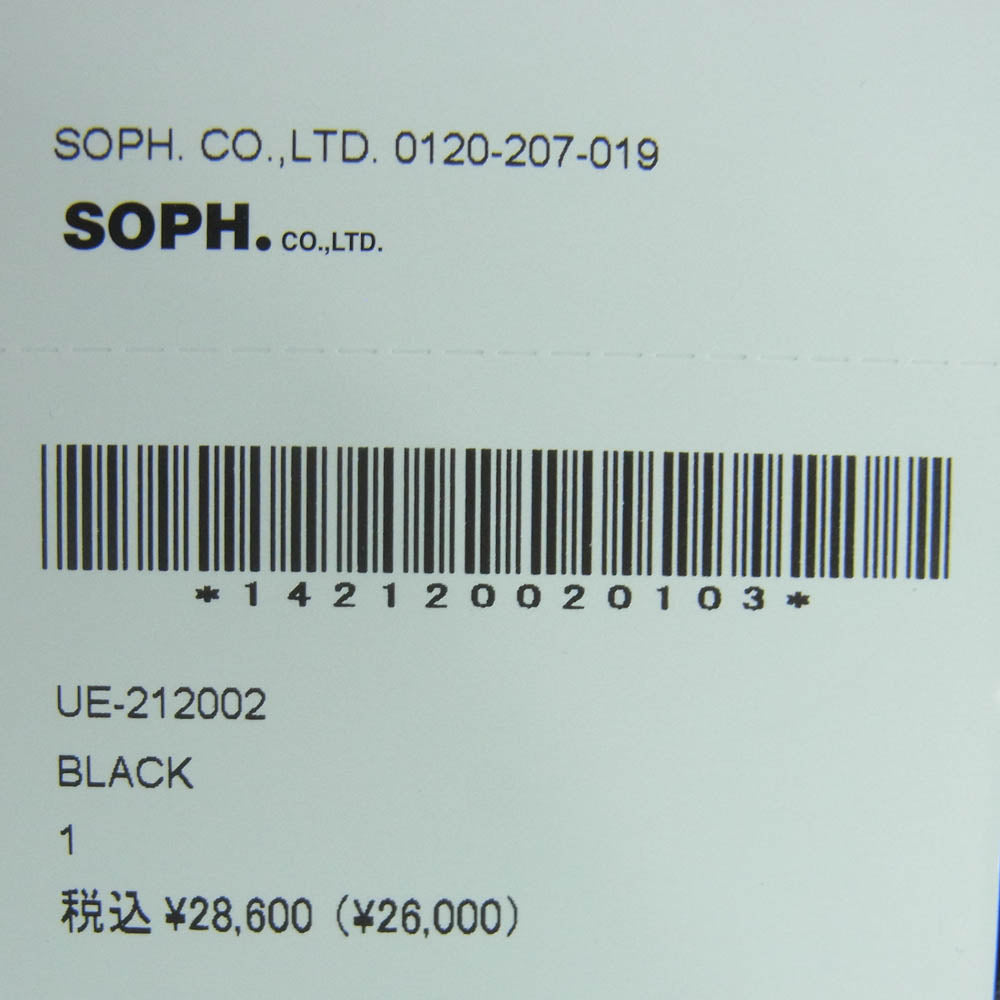 SOPH. CO.,LTD. 0120-207-019
SOPH. CO.,LTD.
*142120020103*
UE-212002
BLACK
1
税込 ¥28,600 (¥26,000)